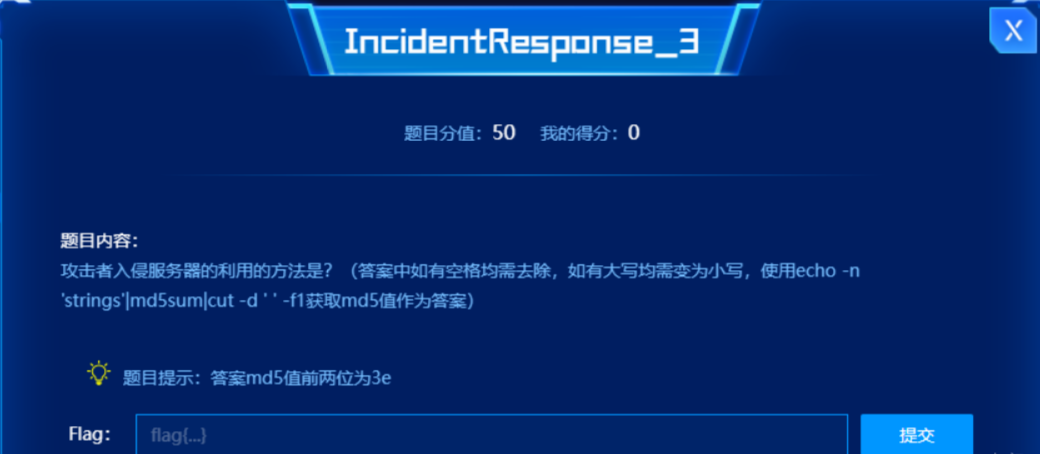 IncidentResponse_3
X
题目分值：50 我的得分：0
题目内容：
攻击者入侵服务器的利用的方法是？（答案中如有空格均需去除，如有大写均需变为小写，使用echo -n
'strings'|md5sum|cut -d ' ' -f1获取md5值作为答案）
题目提示：答案md5值前两位为3e
Flag： flag{...} 提交